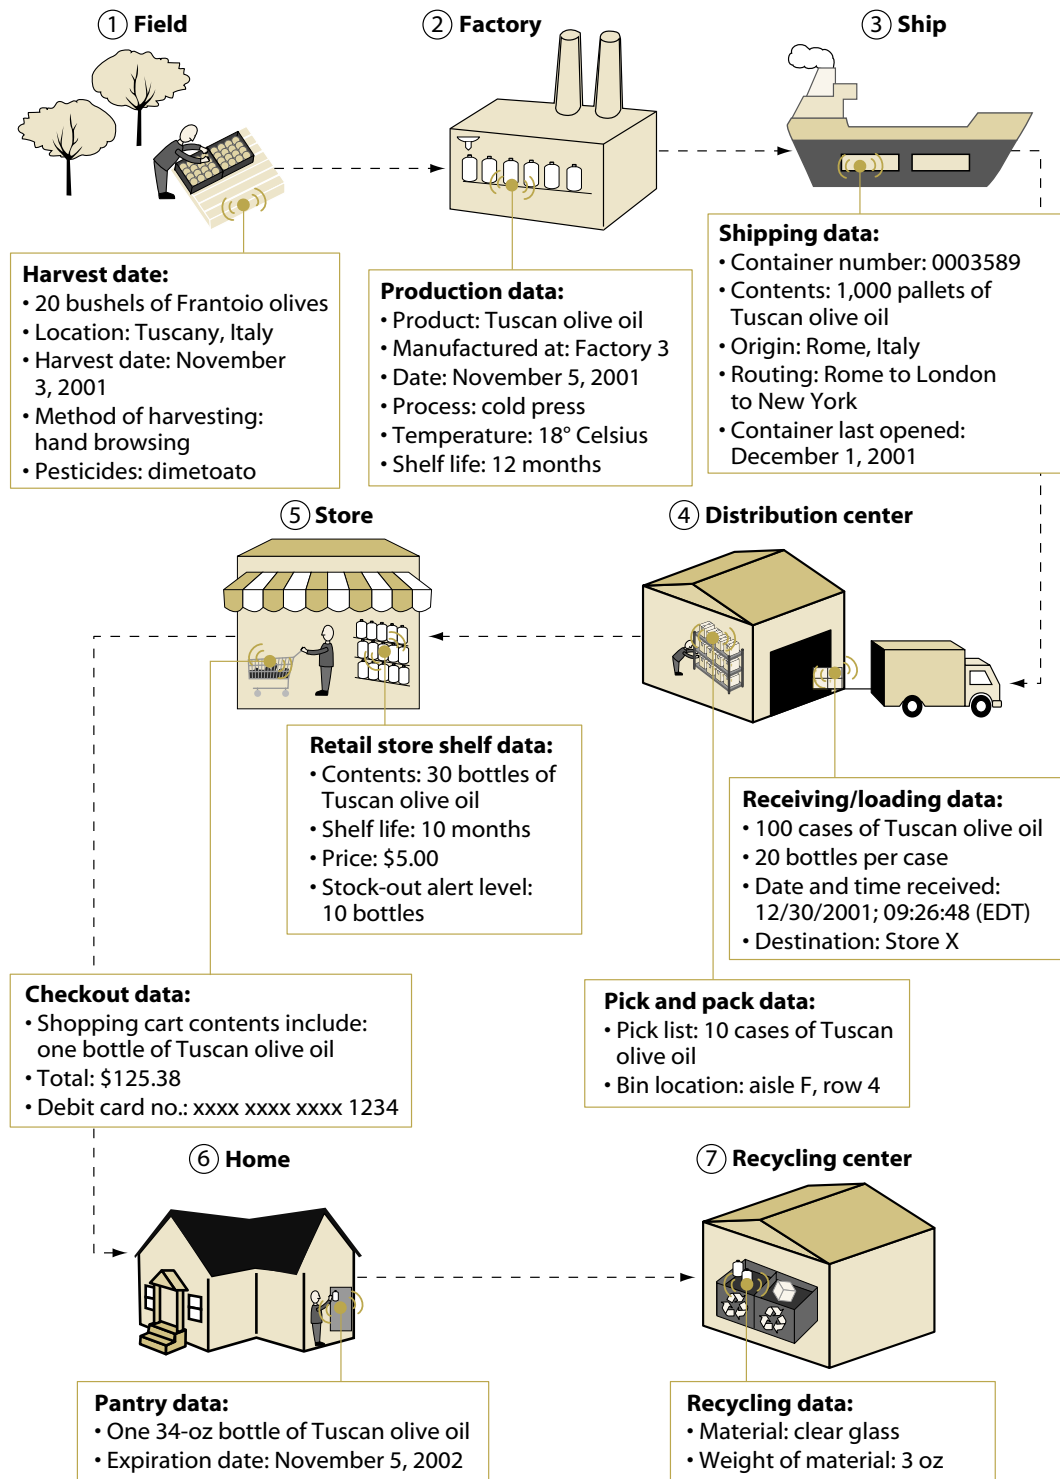 1 Field
2 Factory
3 Ship
Harvest date:
• 20 bushels of Frantoio olives
• Location: Tuscany, Italy
• Harvest date: November
3, 2001
• Method of harvesting:
hand browsing
• Pesticides: dimetoato
Production data:
• Product: Tuscan olive oil
• Manufactured at: Factory 3
• Date: November 5, 2001
• Process: cold press
• Temperature: 18° Celsius
• Shelf life: 12 months
Shipping data:
• Container number: 0003589
• Contents: 1,000 pallets of
Tuscan olive oil
• Origin: Rome, Italy
• Routing: Rome to London
to New York
• Container last opened:
December 1, 2001
4 Distribution center
Receiving/loading data:
• 100 cases of Tuscan olive oil
• 20 bottles per case
• Date and time received:
12/30/2001; 09:26:48 (EDT)
• Destination: Store X
Pick and pack data:
• Pick list: 10 cases of Tuscan
olive oil
• Bin location: aisle F, row 4
5 Store
Retail store shelf data:
• Contents: 30 bottles of
Tuscan olive oil
• Shelf life: 10 months
• Price: $5.00
• Stock-out alert level:
10 bottles
Checkout data:
• Shopping cart contents include:
one bottle of Tuscan olive oil
• Total: $125.38
• Debit card no.: xxxx xxxx xxxx 1234
6 Home
Pantry data:
• One 34-oz bottle of Tuscan olive oil
• Expiration date: November 5, 2002
7 Recycling center
Recycling data:
• Material: clear glass
• Weight of material: 3 oz